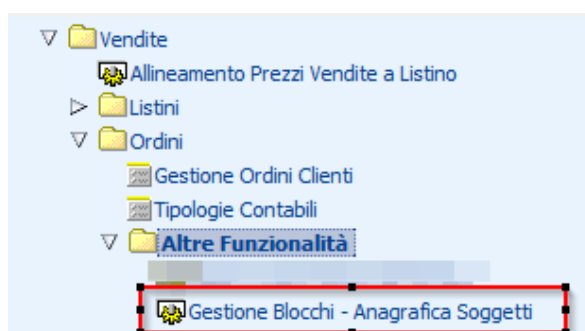 Vendite
Allineamento Prezzi Vendite a Listino
Listini
Ordini
Gestione Ordini Clienti
Tipologie Contabili
Altre Funzionalità
Gestione Blocchi - Anagrafica Soggetti